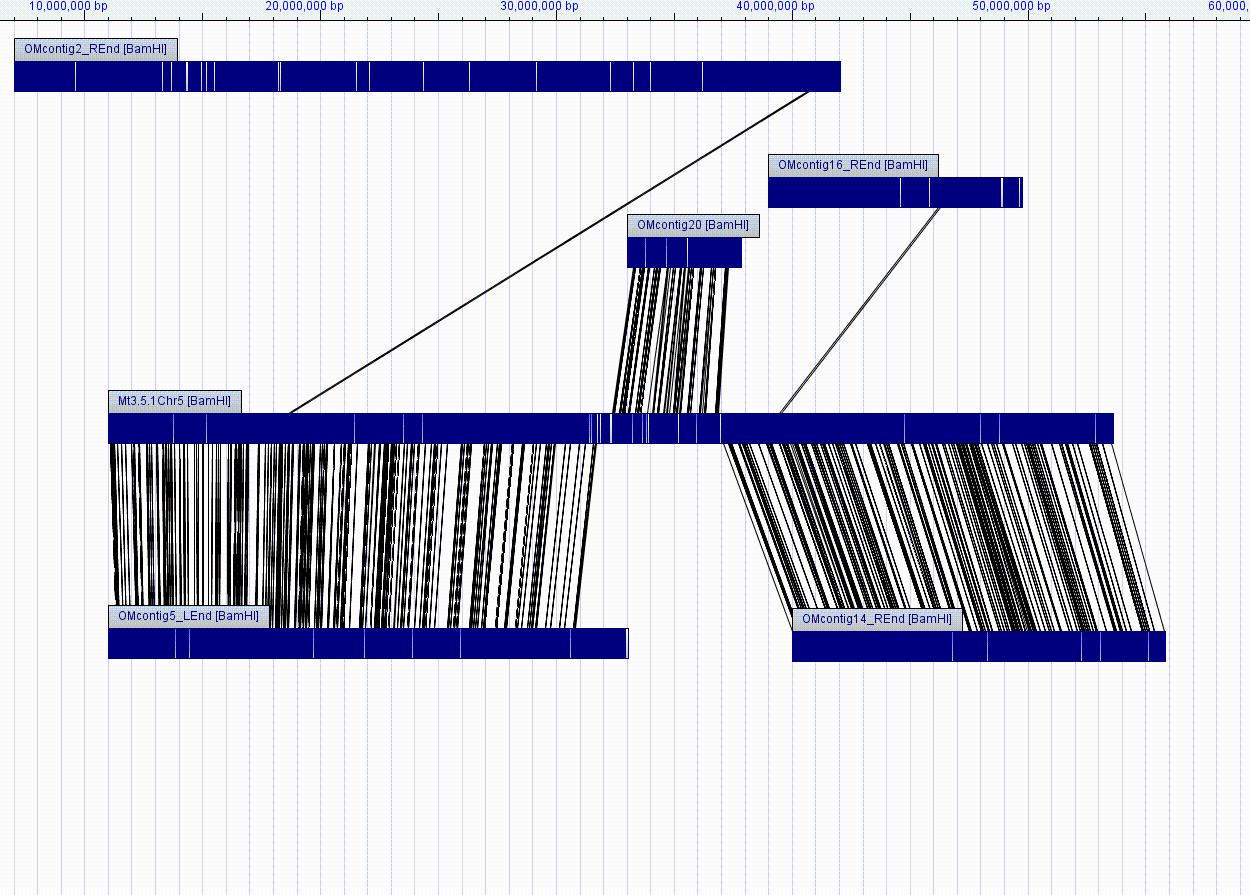 10,000,000 bp 20,000,000 bp 30,000,000 bp 40,000,000 bp 50,000,000 bp 60,000,
OMcontig2_REnd [BamHI]
OMcontig16_REnd [BamHI]
OMcontig20 [BamHI]
Mt3.5.1Chr5 [BamHI]
OMcontig5_LEnd [BamHI]
OMcontig14_REnd [BamHI]